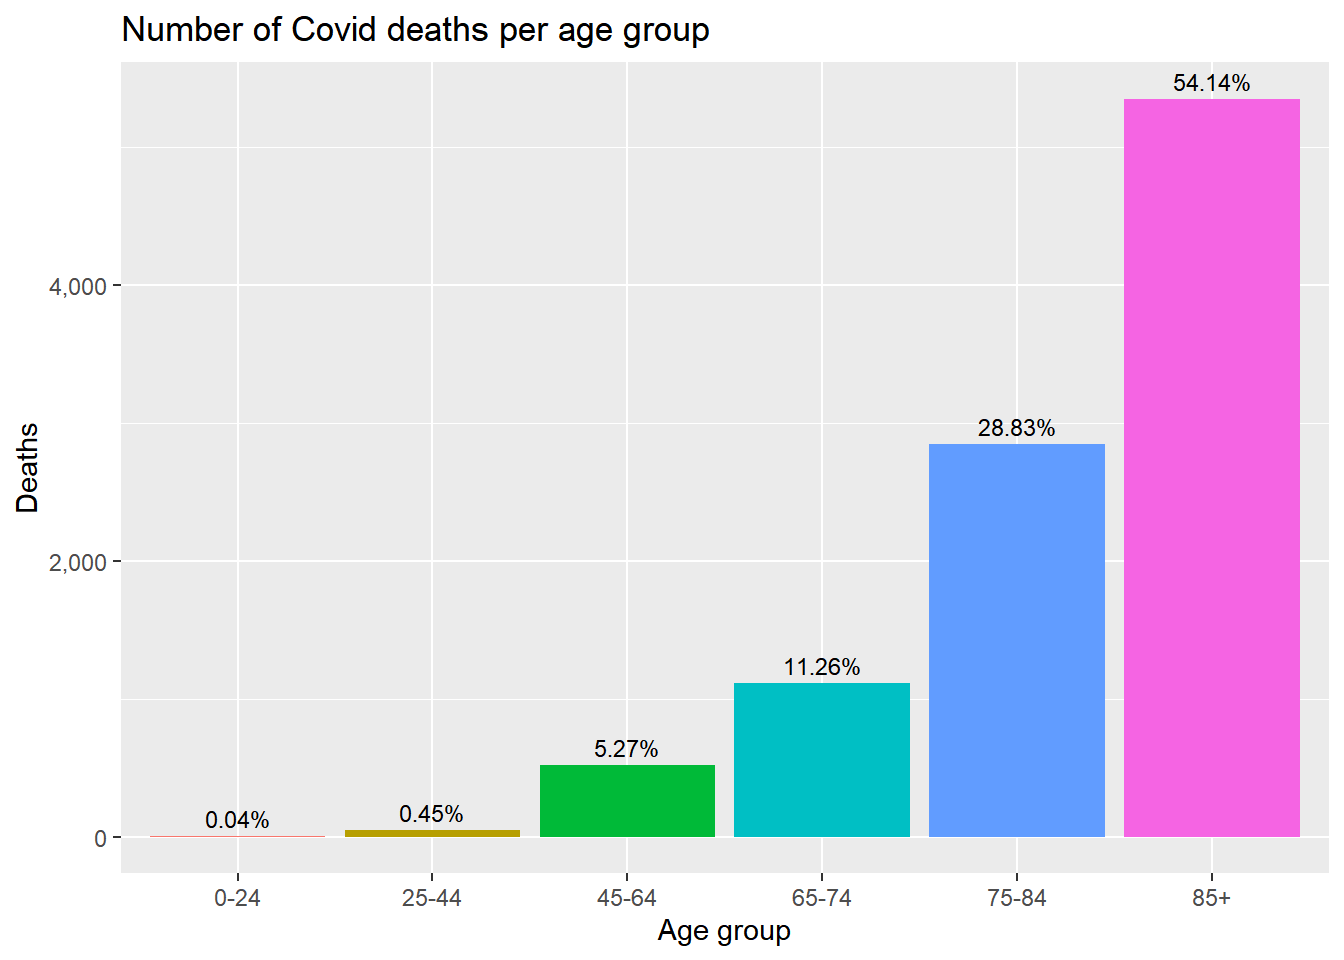 Number of Covid deaths per age group
54.14%
4,000
28.83%
Deaths
2,000
11.26%
5.27%
0.45%
0.04%
0
0-24 25-44 45-64 65-74 75-84 85+
Age group